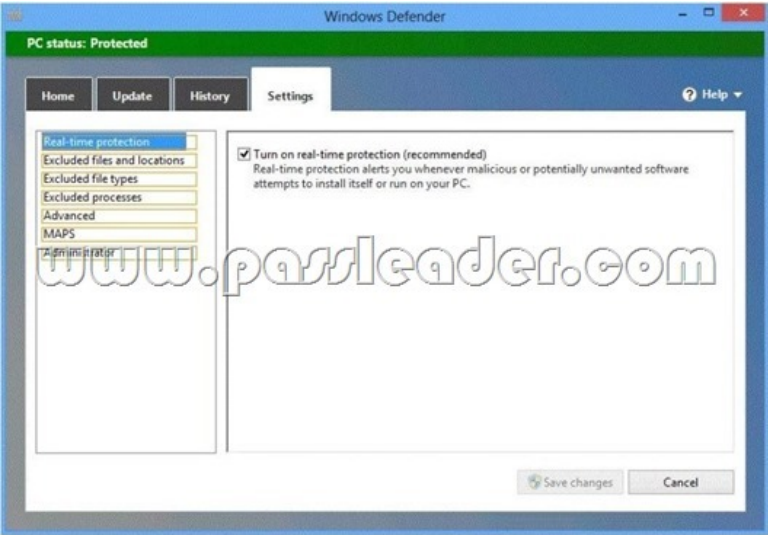 Windows Defender
PC status: Protected
Home
Update
History
Settings
Help
Real-time protection
Excluded files and locations
Excluded file types
Excluded processes
Advanced
MAPS
Administrator
Turn on real-time protection (recommended)
Real-time protection alerts you whenever malicious or potentially unwanted software
attempts to install itself or run on your PC.
www.passleader.com
Save changes
Cancel